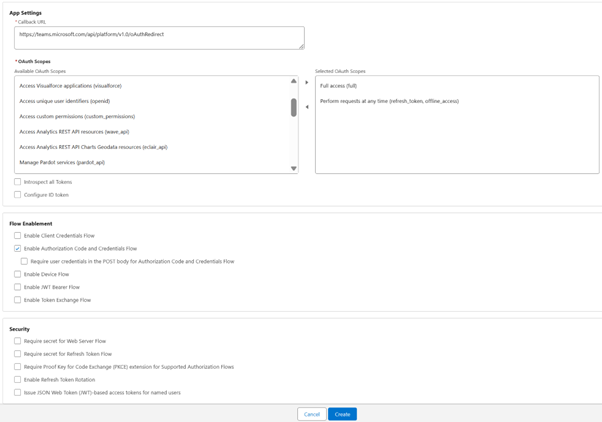 App Settings
* Callback URL
https://teams.microsoft.com/api/platform/v1.0/oAuthRedirect
* OAuth Scopes
Available OAuth Scopes
Selected OAuth Scopes
Access Visualforce applications (visualforce)
Access unique user identifiers (openid)
Access custom permissions (custom_permissions)
Access Analytics REST API resources (wave_api)
Access Analytics REST API Charts Geodata resources (eclair_api)
Manage Pardot services (pardot_api)
Full access (full)
Perform requests at any time (refresh_token, offline_access)
Introspect all Tokens
Configure ID token
Flow Enablement
Enable Client Credentials Flow
Enable Authorization Code and Credentials Flow
Require user credentials in the POST body for Authorization Code and Credentials Flow
Enable Device Flow
Enable JWT Bearer Flow
Enable Token Exchange Flow
Security
Require secret for Web Server Flow
Require secret for Refresh Token Flow
Require Proof Key for Code Exchange (PKCE) extension for Supported Authorization Flows
Enable Refresh Token Rotation
Issue JSON Web Token (JWT)-based access tokens for named users
Cancel
Create